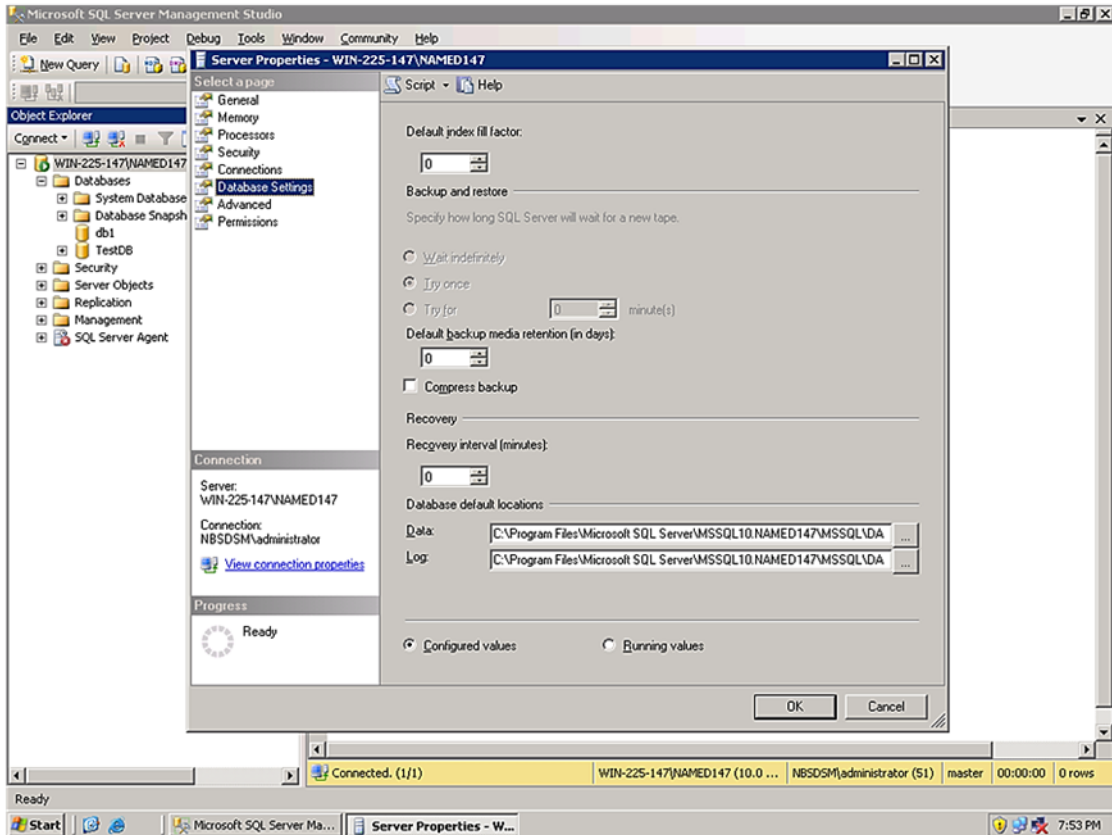 Microsoft SQL Server Management Studio
File Edit View Project Debug Tools Window Community Help
New Query
Object Explorer
Connect
WIN-225-147\NAMED147
Databases
System Database
Database Snapsh
db1
TestDB
Security
Server Objects
Replication
Management
SQL Server Agent
Server Properties - WIN-225-147\NAMED147
Select a page
General
Memory
Processors
Security
Connections
Database Settings
Advanced
Permissions
Connection
Server:
WIN-225-147\NAMED147
Connection:
NBSDSM\administrator
View connection properties
Progress
Ready
Script Help
Default index fill factor:
0
Backup and restore
Specify how long SQL Server will wait for a new tape.
Wait indefinitely
Try once
Try for 0 minute(s)
Default backup media retention (in days):
0
Compress backup
Recovery
Recovery interval (minutes):
0
Database default locations
Data: C:\Program Files\Microsoft SQL Server\MSSQL10.NAMED147\MSSQL\DA ...
Log: C:\Program Files\Microsoft SQL Server\MSSQL10.NAMED147\MSSQL\DA ...
Configured values Running values
OK Cancel
Connected. (1/1) WIN-225-147\NAMED147 (10.0 ... NBSDSM\administrator (51) master 00:00:00 0 rows
Ready
Start Microsoft SQL Server Ma... Server Properties - W... 7:53 PM